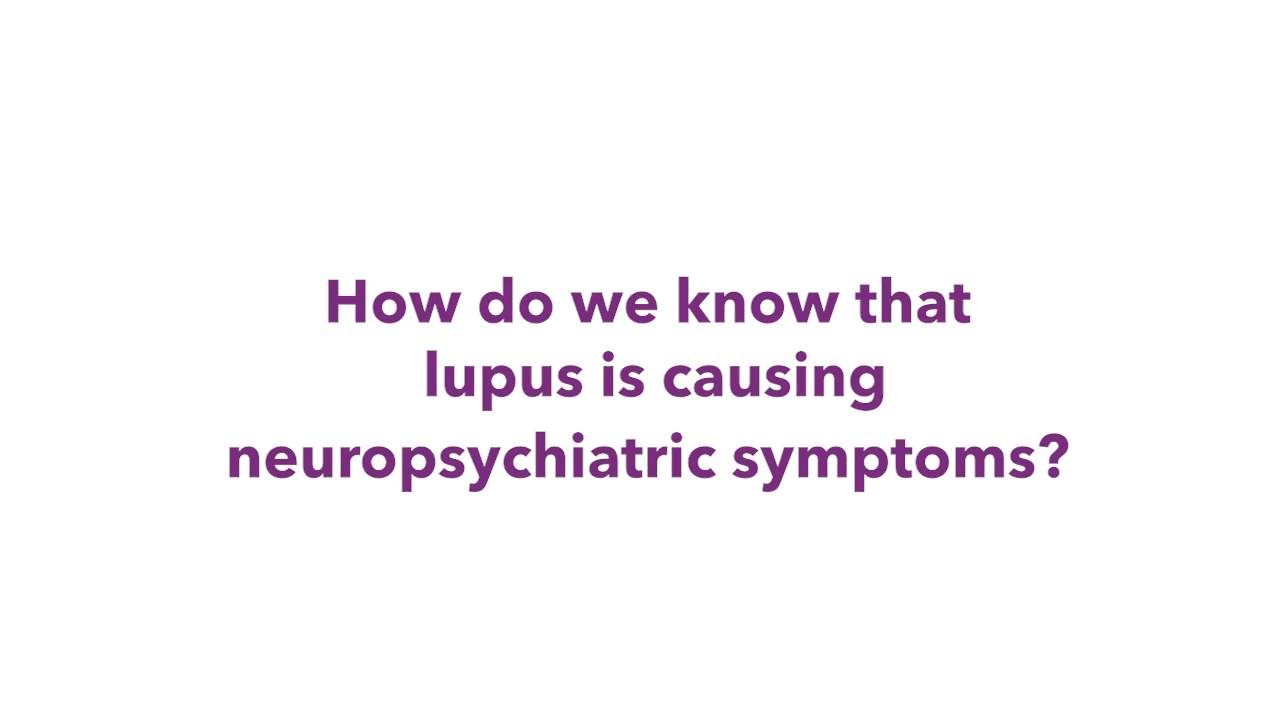 How do we know that
lupus is causing
neuropsychiatric symptoms?